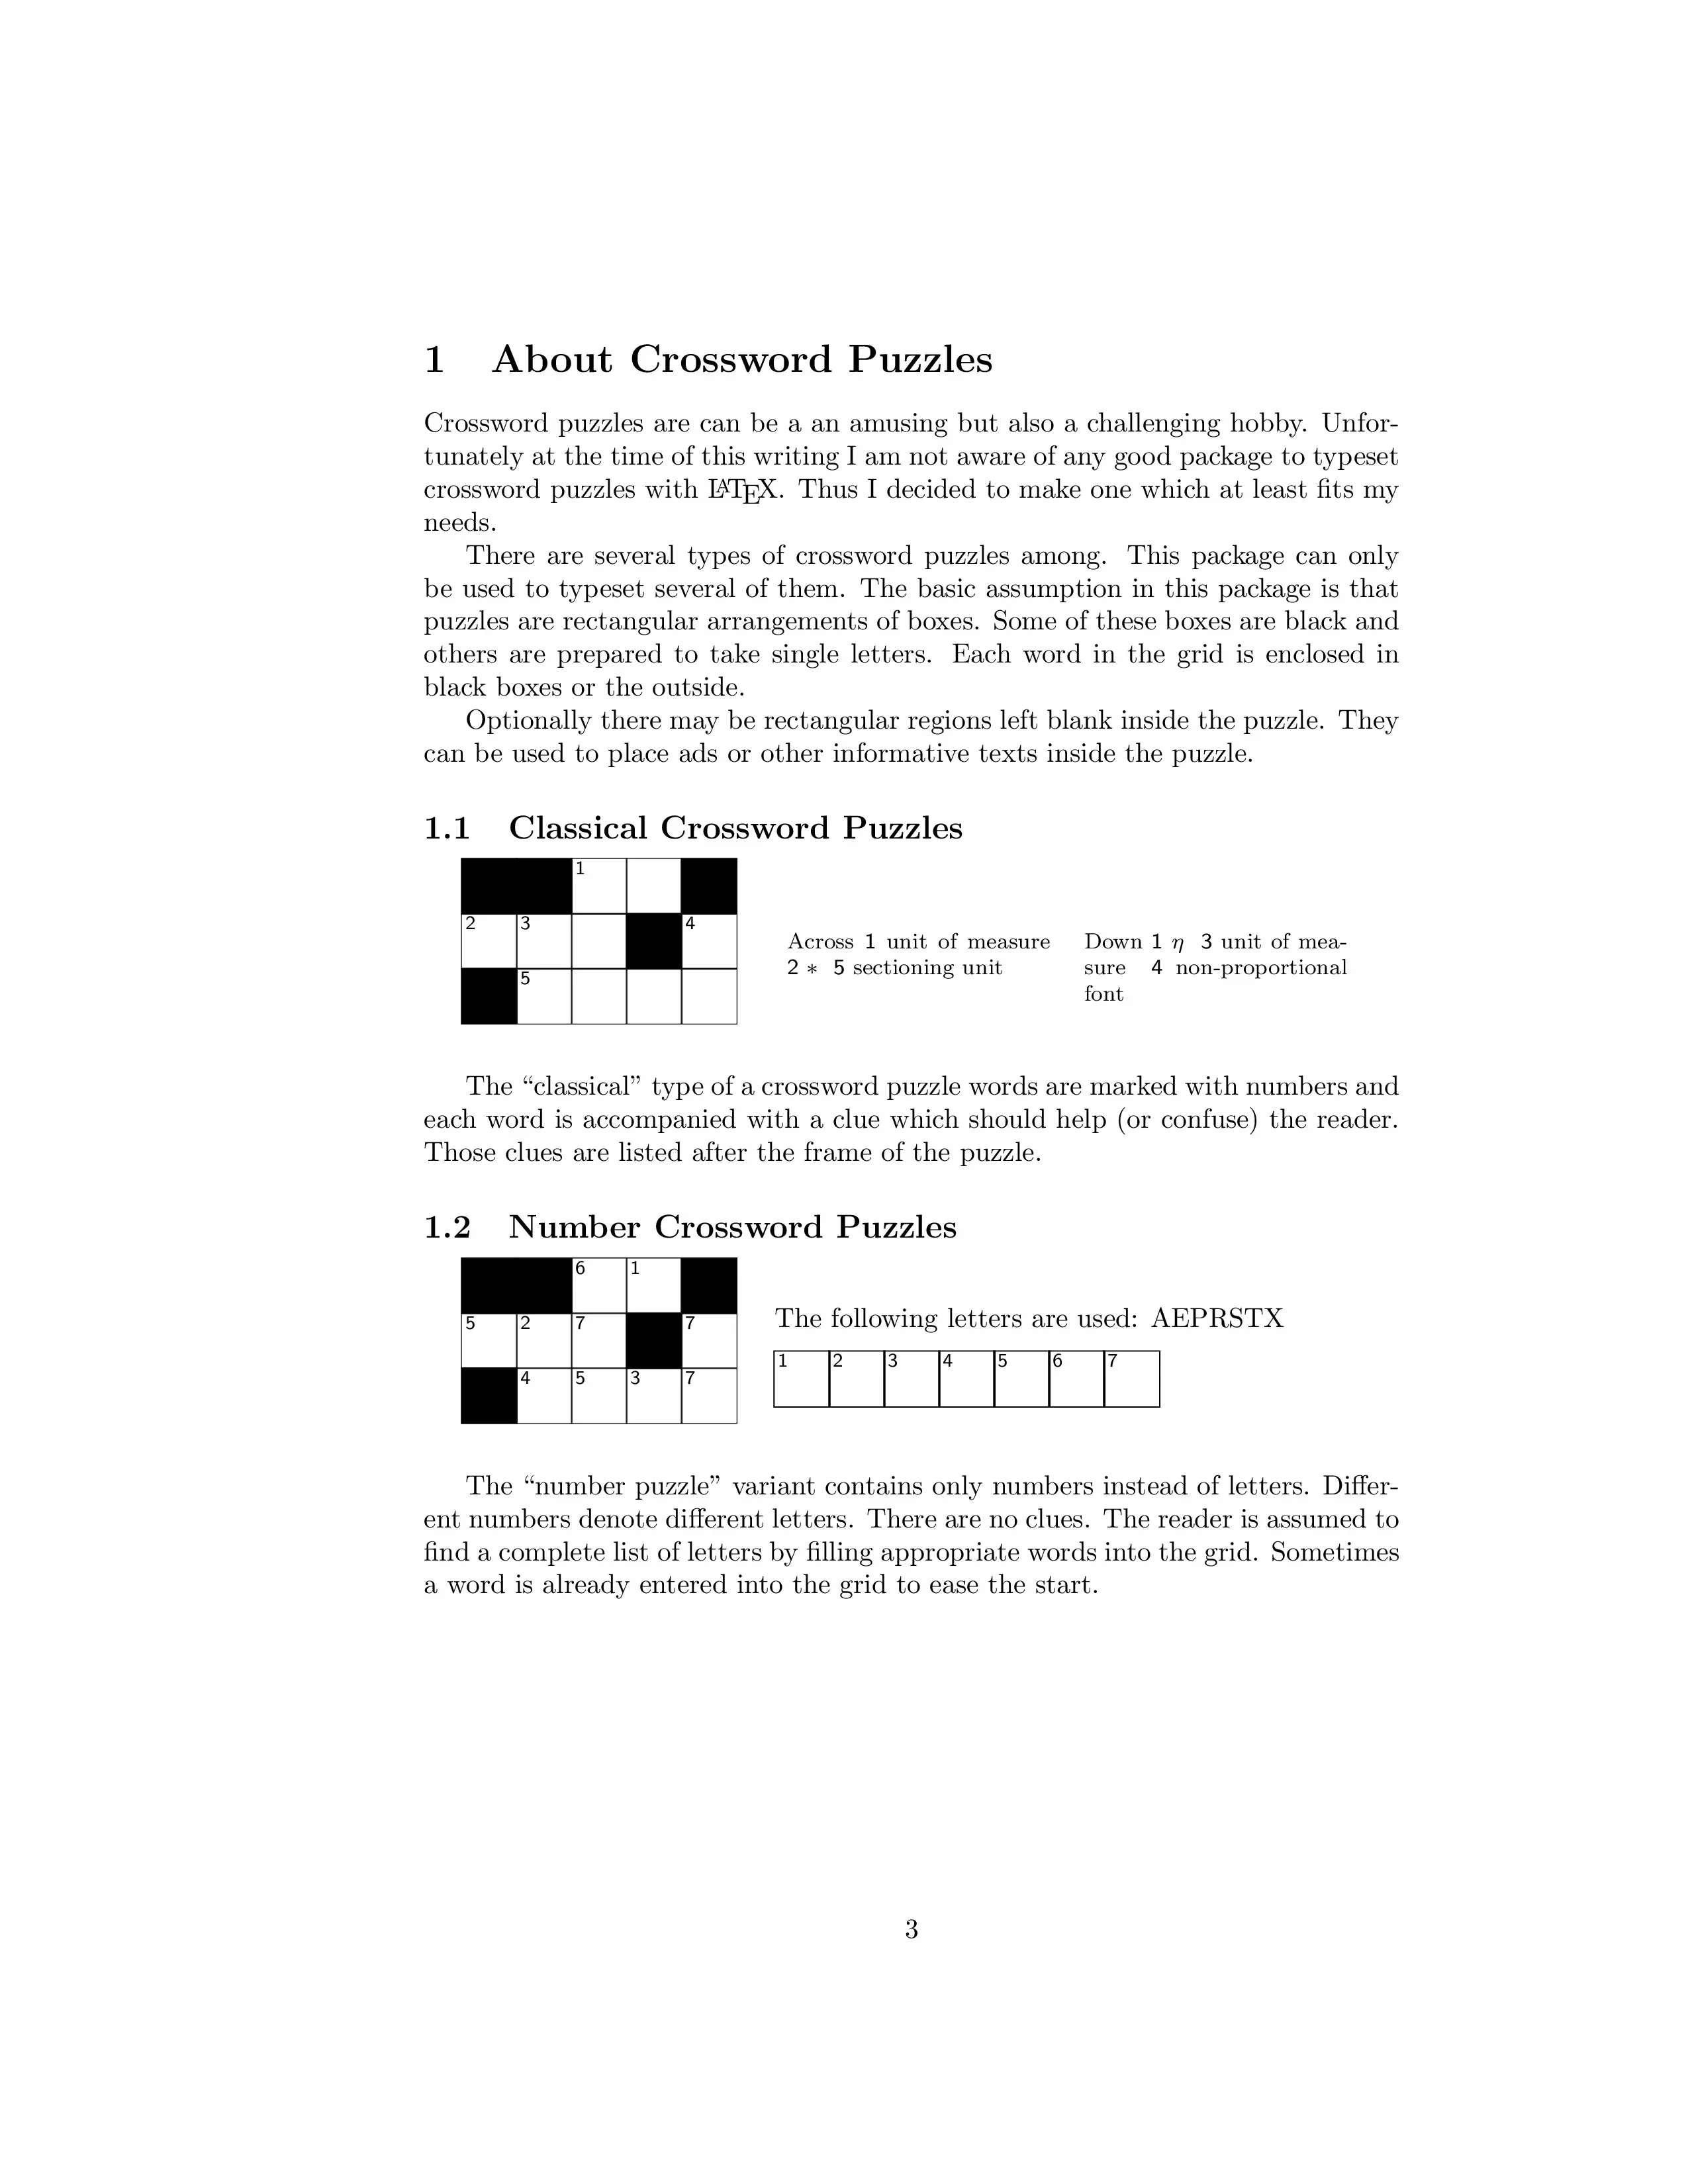 1 About Crossword Puzzles
Crossword puzzles are can be a an amusing but also a challenging hobby. Unfor-
tunately at the time of this writing I am not aware of any good package to typeset
crossword puzzles with LATEX. Thus I decided to make one which at least fits my
needs.
There are several types of crossword puzzles among. This package can only
be used to typeset several of them. The basic assumption in this package is that
puzzles are rectangular arrangements of boxes. Some of these boxes are black and
others are prepared to take single letters. Each word in the grid is enclosed in
black boxes or the outside.
Optionally there may be rectangular regions left blank inside the puzzle. They
can be used to place ads or other informative texts inside the puzzle.
1.1 Classical Crossword Puzzles
1
2 3 4
5
Across 1 unit of measure
2 ∗ 5 sectioning unit
Down 1 η 3 unit of mea-
sure 4 non-proportional
font
The “classical” type of a crossword puzzle words are marked with numbers and
each word is accompanied with a clue which should help (or confuse) the reader.
Those clues are listed after the frame of the puzzle.
1.2 Number Crossword Puzzles
6 1
5 2 7 7
4 5 3 7
The following letters are used: AEPRSTX
1 2 3 4 5 6 7
The “number puzzle” variant contains only numbers instead of letters. Differ-
ent numbers denote different letters. There are no clues. The reader is assumed to
find a complete list of letters by filling appropriate words into the grid. Sometimes
a word is already entered into the grid to ease the start.
3